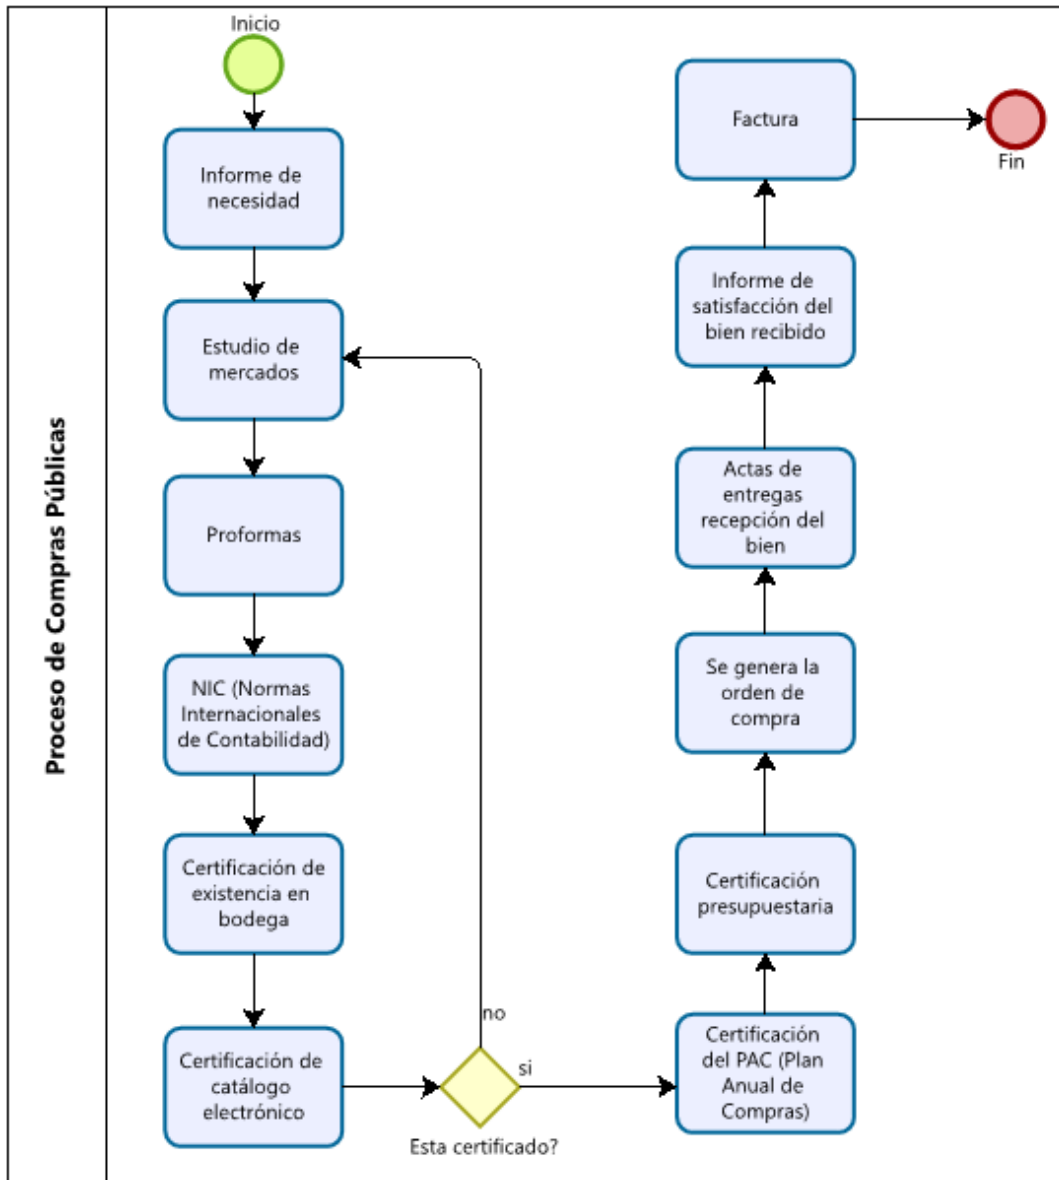 Proceso de Compras Públicas
Inicio
Informe de
necesidad
Estudio de
mercados
Proformas
NIC (Normas
Internacionales
de Contabilidad)
Certificación de
existencia en
bodega
Certificación de
catálogo
electrónico
no
si
Esta certificado?
Certificación
del PAC (Plan
Anual de
Compras)
Certificación
presupuestaria
Se genera la
orden de
compra
Actas de
entregas
recepción del
bien
Informe de
satisfacción del
bien recibido
Factura
Fin